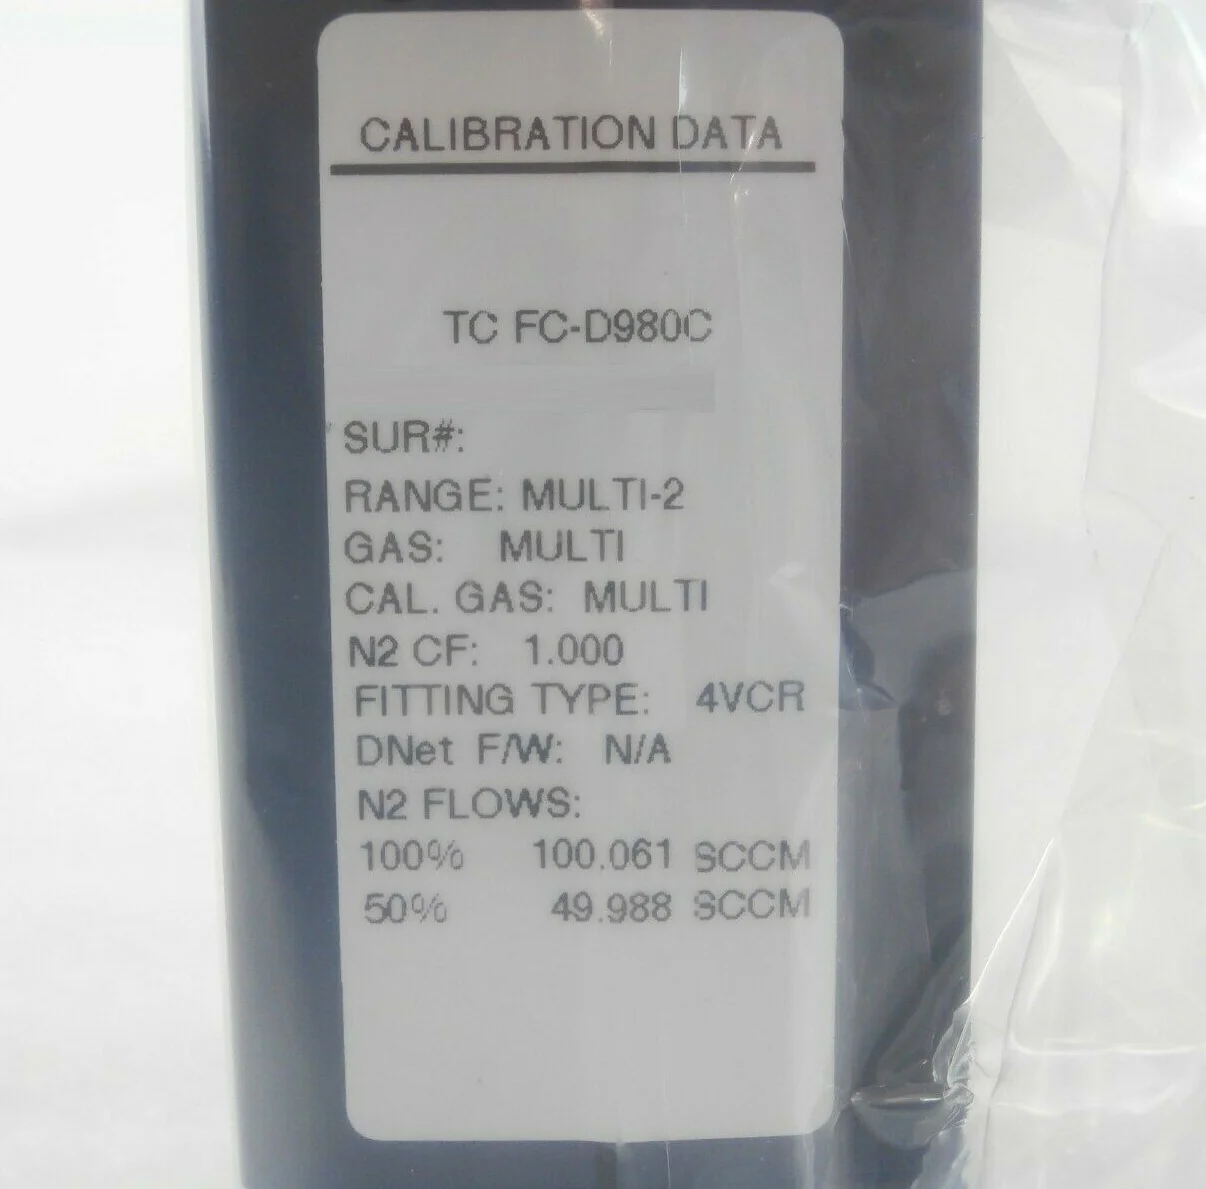 CALIBRATION DATA
TC FC-D980C
SUR#:
RANGE: MULTI-2
GAS: MULTI
CAL. GAS: MULTI
N2 CF: 1.000
FITTING TYPE: 4VCR
DNet F/W: N/A
N2 FLOWS:
100% 100.061 SCCM
50% 49.988 SCCM